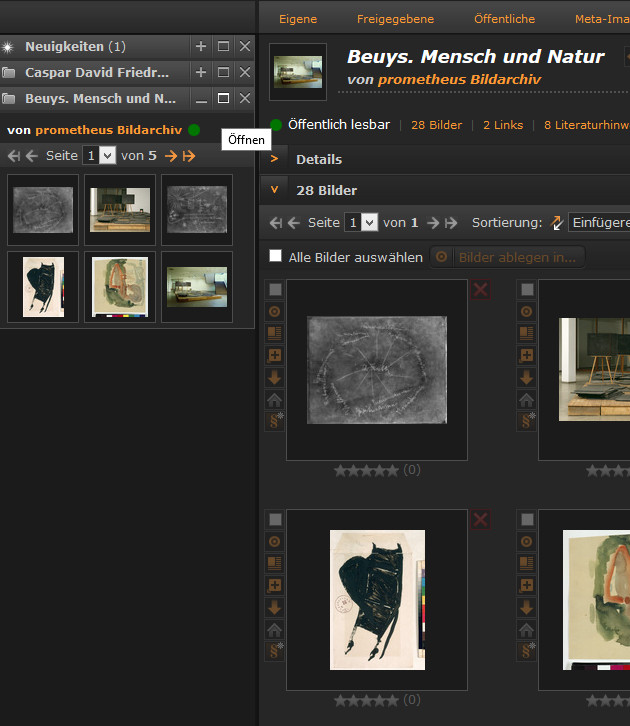 Eigene Freigegebene Öffentliche Meta-Ima
Neuigkeiten (1)
Caspar David Friedr...
Beuys. Mensch und N...
von prometheus Bildarchiv
Öffnen
Seite 1 von 5
Beuys. Mensch und Natur
von prometheus Bildarchiv
Öffentlich lesbar | 28 Bilder | 2 Links | 8 Literaturhinw
> Details
v 28 Bilder
Seite 1 von 1 Sortierung: Einfügere
Alle Bilder auswählen Bilder ablegen in...
(0)
(0)